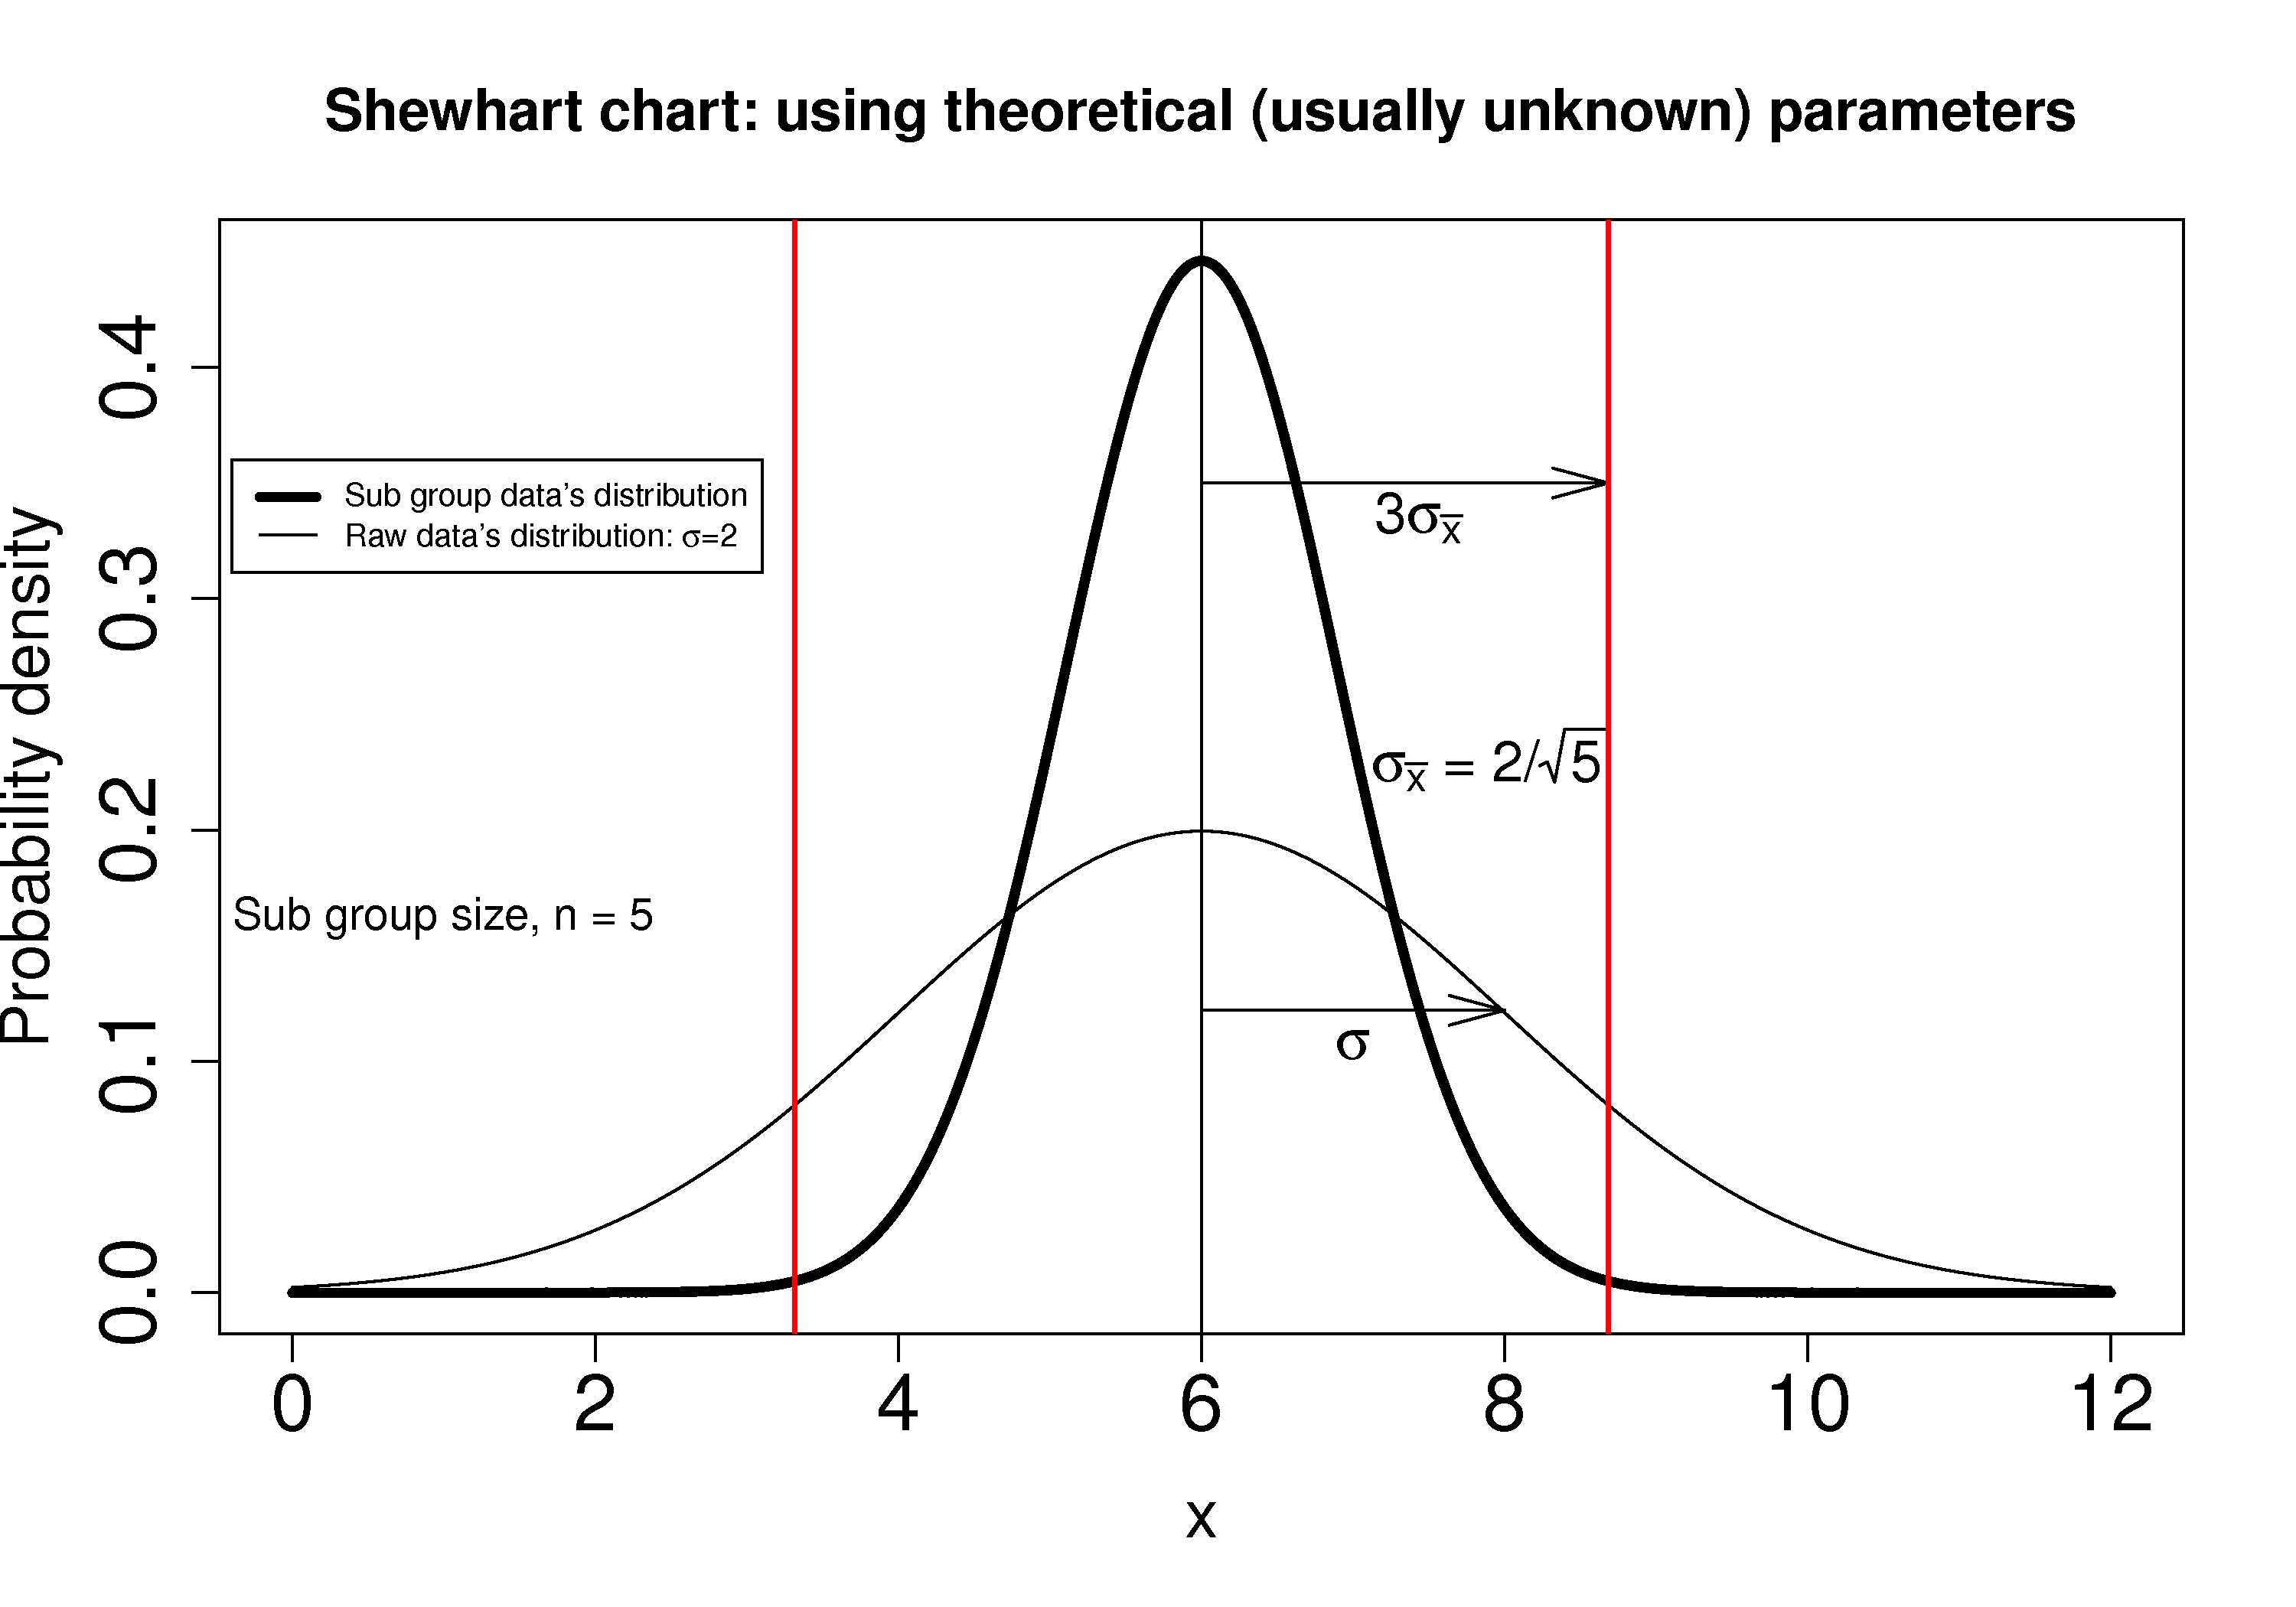 Shewhart chart: using theoretical (usually unknown) parameters
Probability density
0.4
0.3
0.2
0.1
0.0
Sub group data's distribution
Raw data's distribution: σ=2
3σx̅
σx̅ = 2/√5
Sub group size, n = 5
σ
0 2 4 6 8 10 12
x